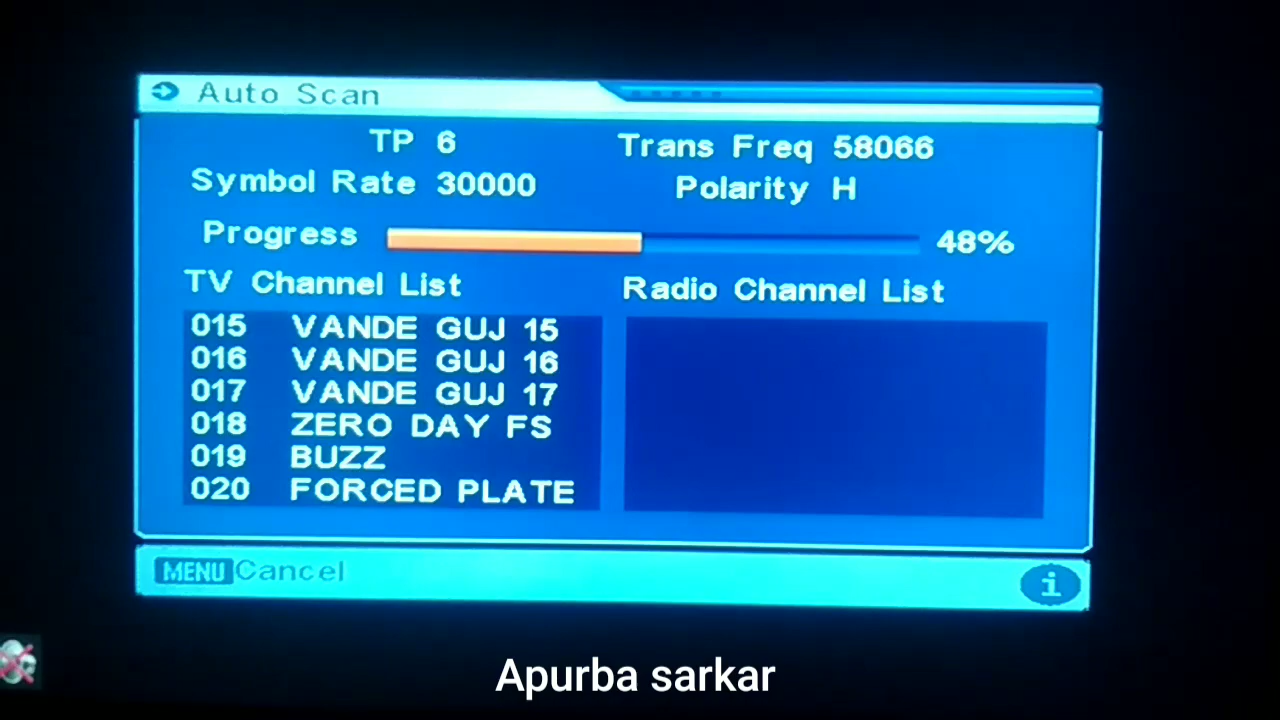 Auto Scan
TP 6
Trans Freq 58066
Symbol Rate 30000
Polarity H
Progress
48%
TV Channel List
Radio Channel List
015 VANDE GUJ 15
016 VANDE GUJ 16
017 VANDE GUJ 17
018 ZERO DAY FS
019 BUZZ
020 FORCED PLATE
MENU Cancel
i
Apurba sarkar